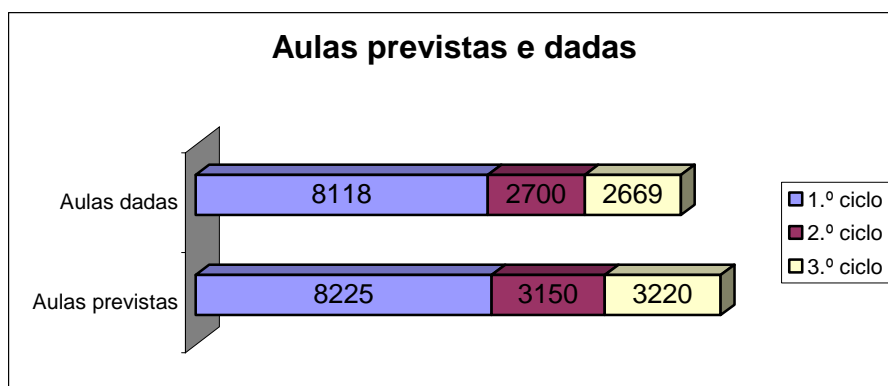 Aulas previstas e dadas
Aulas dadas
8118 2700 2669
1.º ciclo
2.º ciclo
3.º ciclo
Aulas previstas
8225 3150 3220